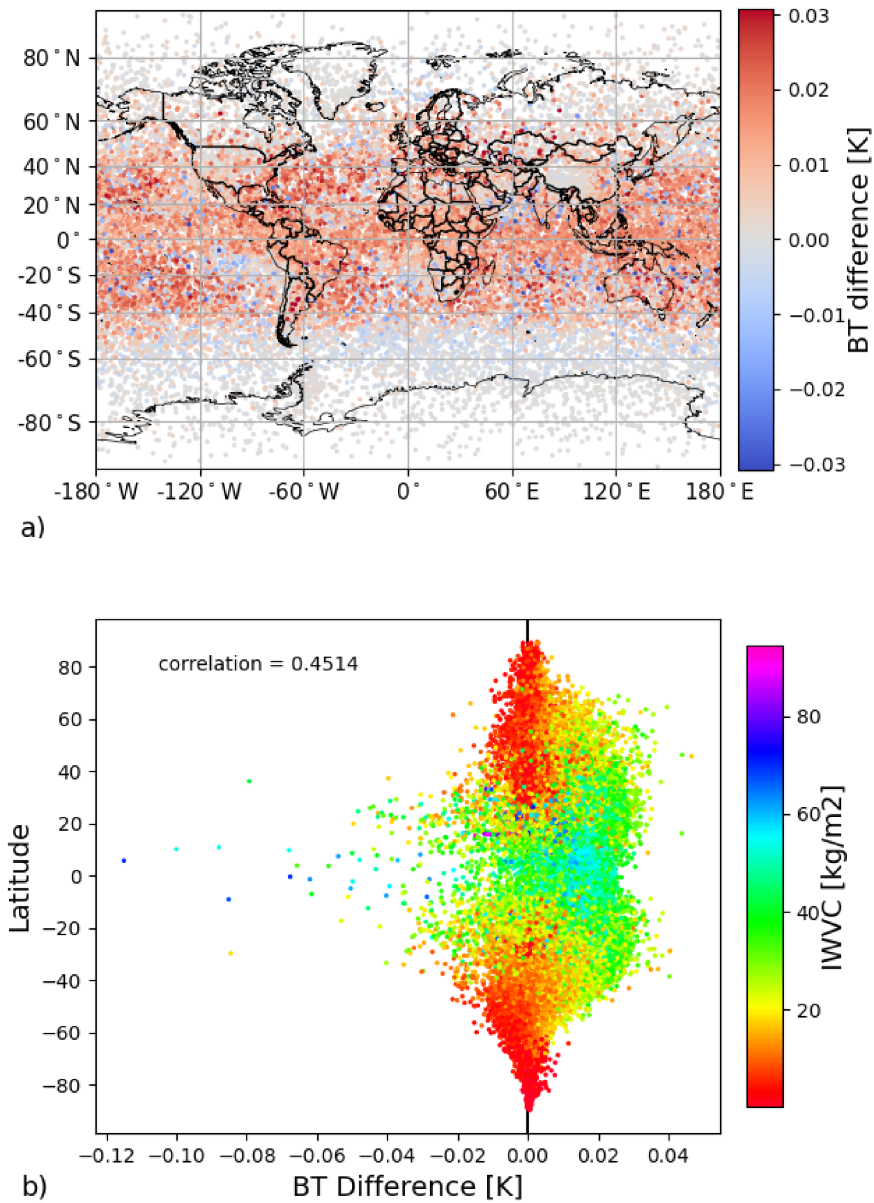 80°N
60°N
40°N
20°N
0°
-20°S
-40°S
-60°S
-80°S
-180°W
-120°W
-60°W
0
60°E
120°E
180°E
0.03
0.02
0.01
0.00
−0.01
−0.02
−0.03
BT difference [K]
a)
correlation = 0.4514
80
60
40
20
0
−20
−40
−60
−80
Latitude
−0.12
−0.10
−0.08
−0.06
−0.04
−0.02
0.00
0.02
0.04
BT Difference [K]
80
60
40
20
IWVC [kg/m2]
b)